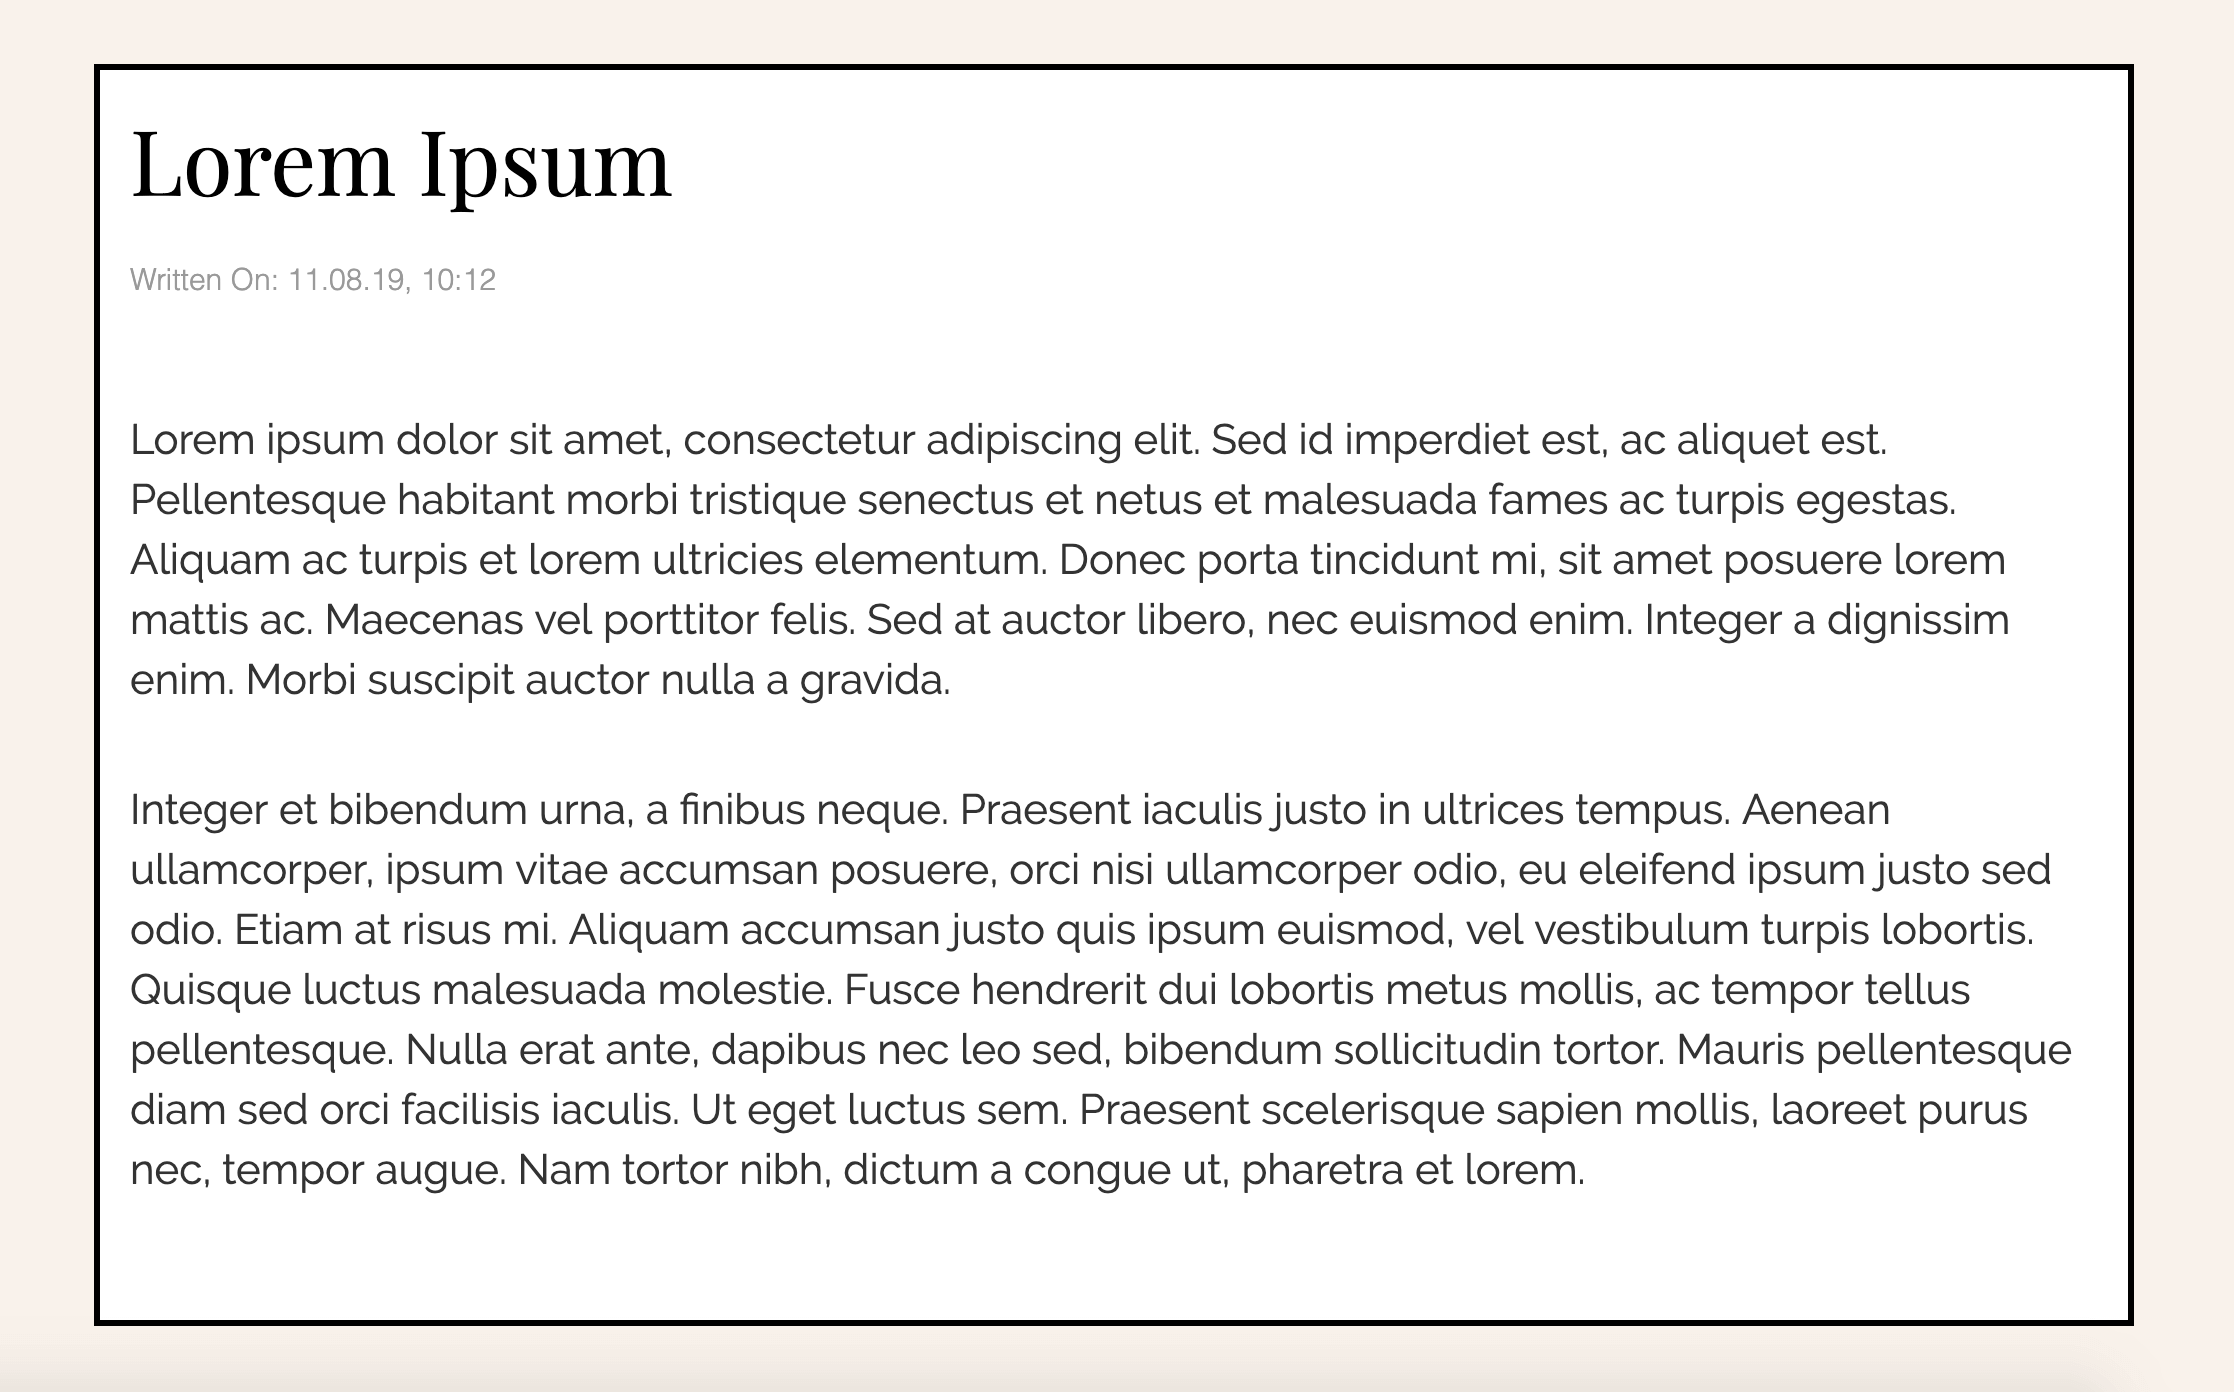 Lorem Ipsum
Written On: 11.08.19, 10:12
Lorem ipsum dolor sit amet, consectetur adipiscing elit. Sed id imperdiet est, ac aliquet est.
Pellentesque habitant morbi tristique senectus et netus et malesuada fames ac turpis egestas.
Aliquam ac turpis et lorem ultricies elementum. Donec porta tincidunt mi, sit amet posuere lorem
mattis ac. Maecenas vel porttitor felis. Sed at auctor libero, nec euismod enim. Integer a dignissim
enim. Morbi suscipit auctor nulla a gravida.
Integer et bibendum urna, a finibus neque. Praesent iaculis justo in ultrices tempus. Aenean
ullamcorper, ipsum vitae accumsan posuere, orci nisi ullamcorper odio, eu eleifend ipsum justo sed
odio. Etiam at risus mi. Aliquam accumsan justo quis ipsum euismod, vel vestibulum turpis lobortis.
Quisque luctus malesuada molestie. Fusce hendrerit dui lobortis metus mollis, ac tempor tellus
pellentesque. Nulla erat ante, dapibus nec leo sed, bibendum sollicitudin tortor. Mauris pellentesque
diam sed orci facilisis iaculis. Ut eget luctus sem. Praesent scelerisque sapien mollis, laoreet purus
nec, tempor augue. Nam tortor nibh, dictum a congue ut, pharetra et lorem.